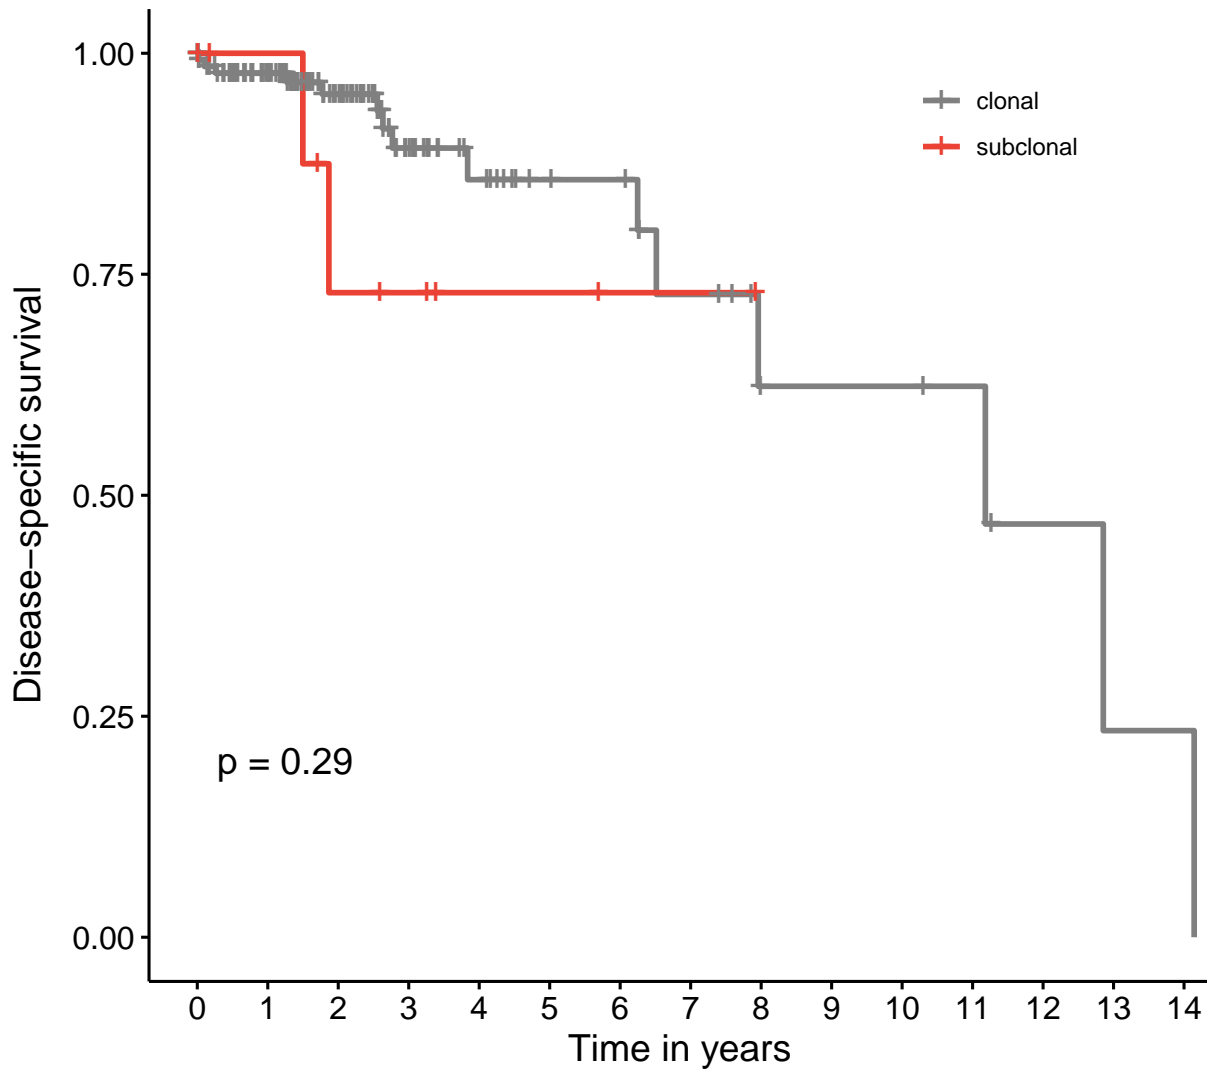 1.00
0.75
0.50
0.25
0.00
Disease−specific survival
clonal
subclonal
p = 0.29
0 1 2 3 4 5 6 7 8 9 10 11 12 13 14
Time in years